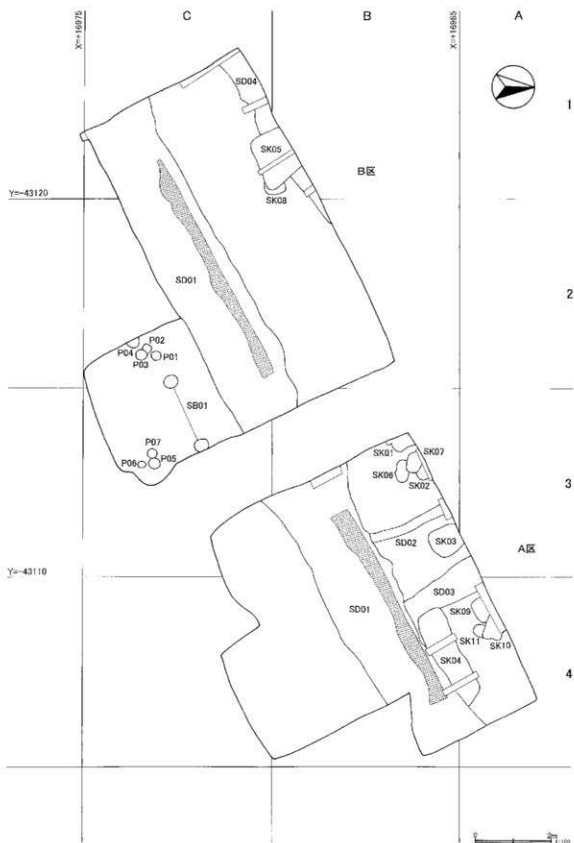 X=+16975
C
B
X=+16985
A
SD04
1
SK05
B区
SK08
Y=-43120
SD01
2
P02
P04
P03
P01
SB01
P07
P06
P05
SK01
SK07
SK06
SK02
3
SD02
SK03
A区
Y=-43110
SD03
SD01
SK09
SK11
SK10
SK04
4
0
2m